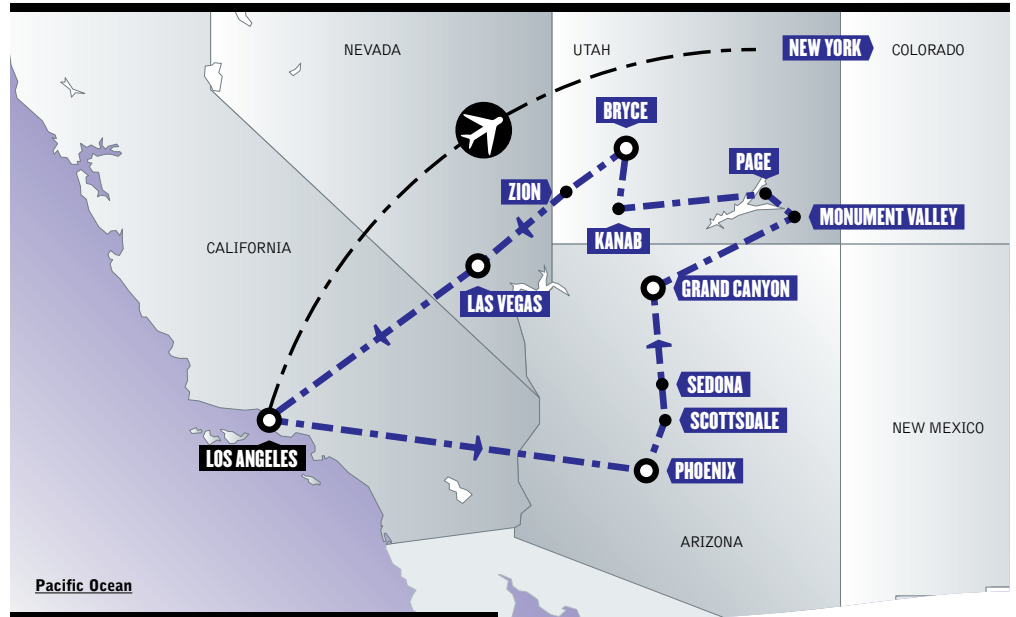 NEVADA
UTAH
NEW YORK
COLORADO
BRYCE
PAGE
ZION
MONUMENT VALLEY
KANAB
CALIFORNIA
GRAND CANYON
LAS VEGAS
SEDONA
SCOTTSDALE
NEW MEXICO
LOS ANGELES
PHOENIX
ARIZONA
Pacific Ocean